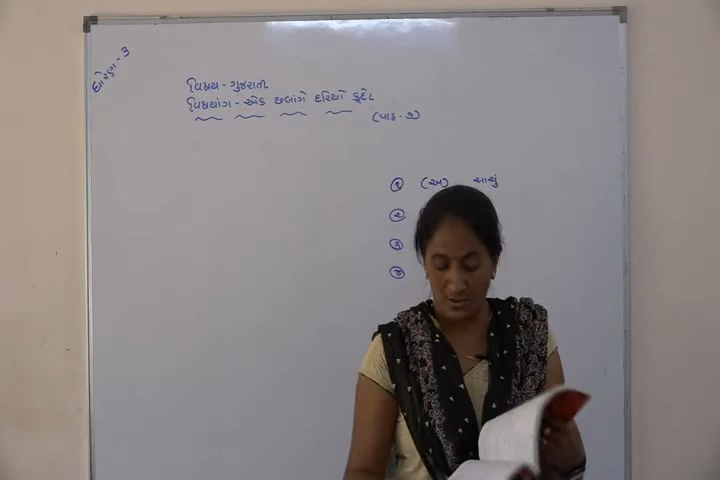 ધોરણ - 3
વિષય - ગુજરાતી
વિષયાંગ - એક છલાંગે દરિયો કૂદેલ
(પાઠ - ૭)
૧ (અ) સાચું
૨
૩
૪